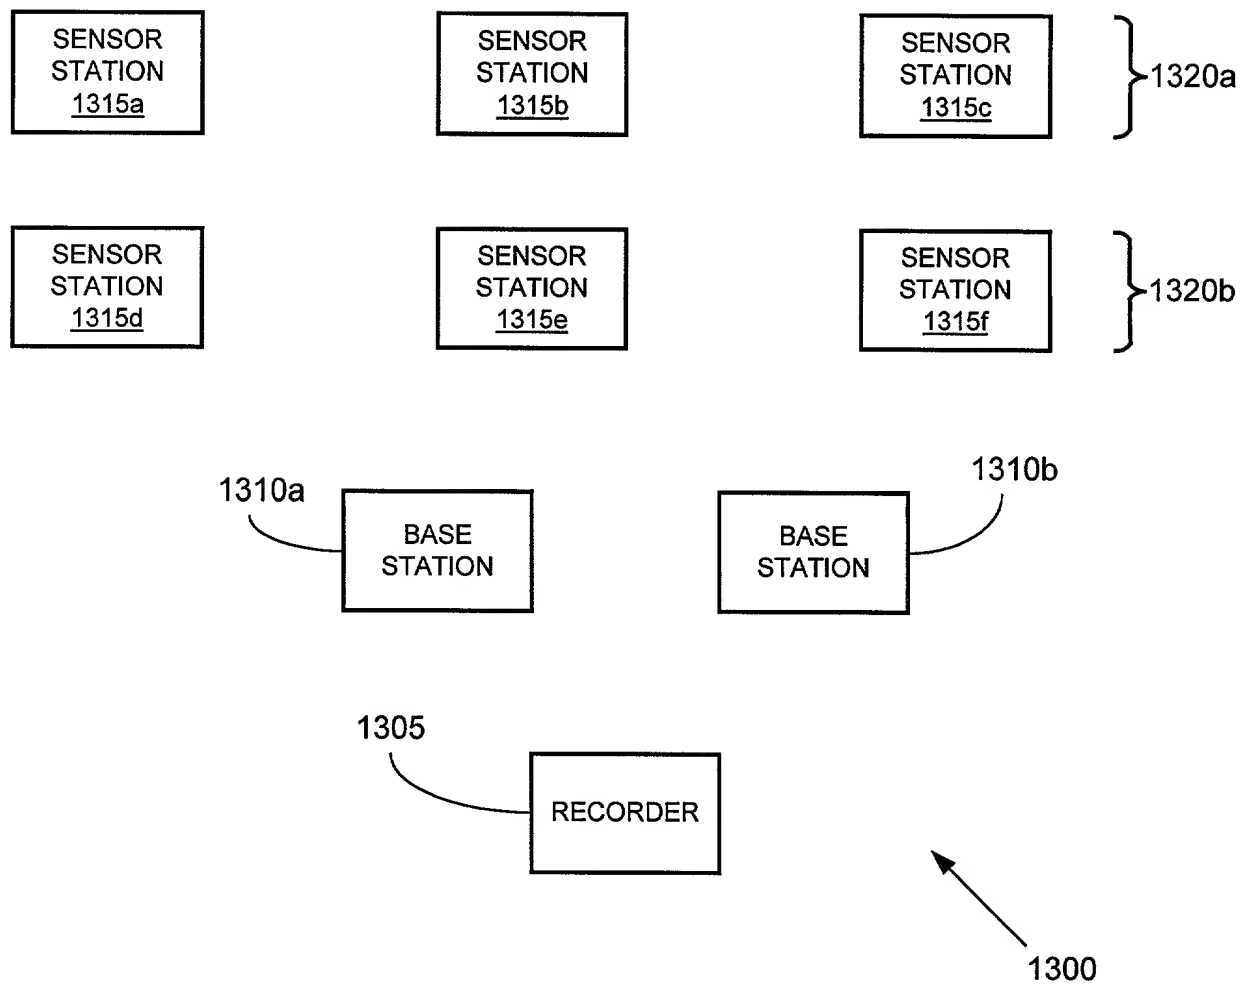 SENSOR
STATION
1315a
SENSOR
STATION
1315b
SENSOR
STATION
1315c
1320a
SENSOR
STATION
1315d
SENSOR
STATION
1315e
SENSOR
STATION
1315f
1320b
1310a
BASE
STATION
1310b
BASE
STATION
1305
RECORDER
1300